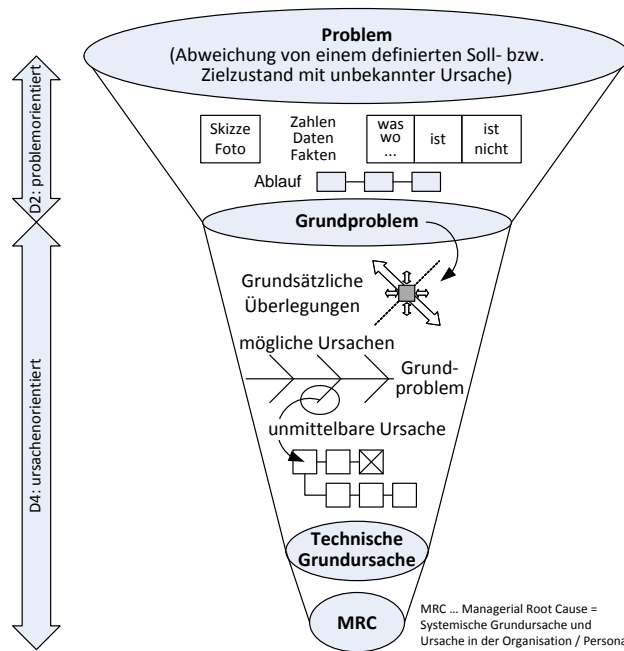 Problem
(Abweichung von einem definierten Soll- bzw.
Zielzustand mit unbekannter Ursache)
D2: problemorientiert
Skizze
Foto
Zahlen
Daten
Fakten
was
wo
...
ist
ist
nicht
Ablauf
Grundproblem
D4: ursachenorientiert
Grundsätzliche
Überlegungen
mögliche Ursachen
Grund-
problem
unmittelbare Ursache
Technische
Grundursache
MRC
MRC ... Managerial Root Cause =
Systemische Grundursache und
Ursache in der Organisation / Persona